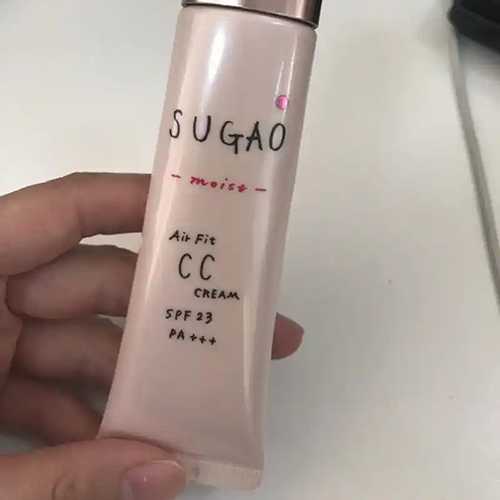 SUGAO
- moist -
Air Fit
CC
CREAM
SPF 23
PA +++